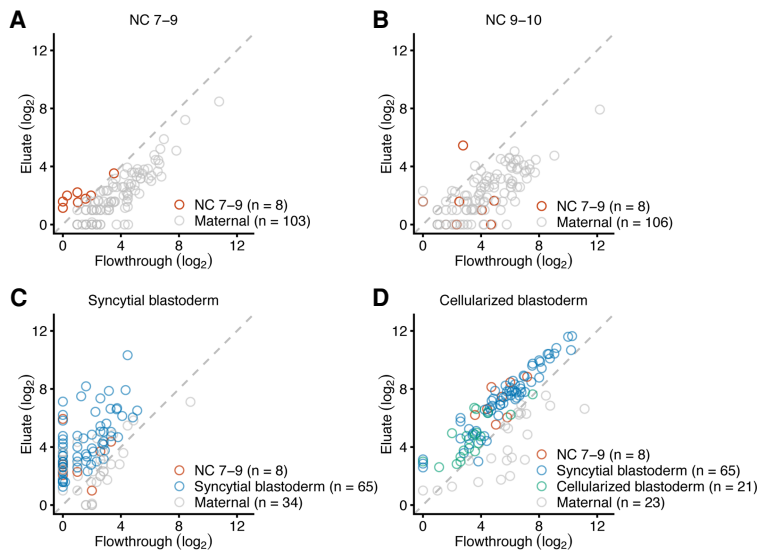 A
NC 7–9
Eluate (log2)
12
8
4
0
NC 7–9 (n = 8)
Maternal (n = 103)
0 4 8 12
Flowthrough (log2)
B
NC 9–10
Eluate (log2)
12
8
4
0
NC 7–9 (n = 8)
Maternal (n = 106)
0 4 8 12
Flowthrough (log2)
C
Syncytial blastoderm
Eluate (log2)
12
8
4
0
NC 7–9 (n = 8)
Syncytial blastoderm (n = 65)
Maternal (n = 34)
0 4 8 12
Flowthrough (log2)
D
Cellularized blastoderm
Eluate (log2)
12
8
4
0
NC 7–9 (n = 8)
Syncytial blastoderm (n = 65)
Cellularized blastoderm (n = 21)
Maternal (n = 23)
0 4 8 12
Flowthrough (log2)